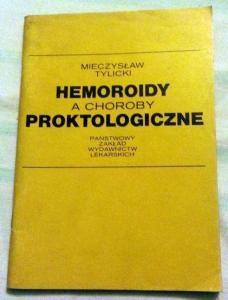 MIECZYSŁAW
TYLICKI
HEMOROIDY
A CHOROBY
PROKTOLOGICZNE
PAŃSTWOWY
ZAKŁAD
WYDAWNICTW
LEKARSKICH